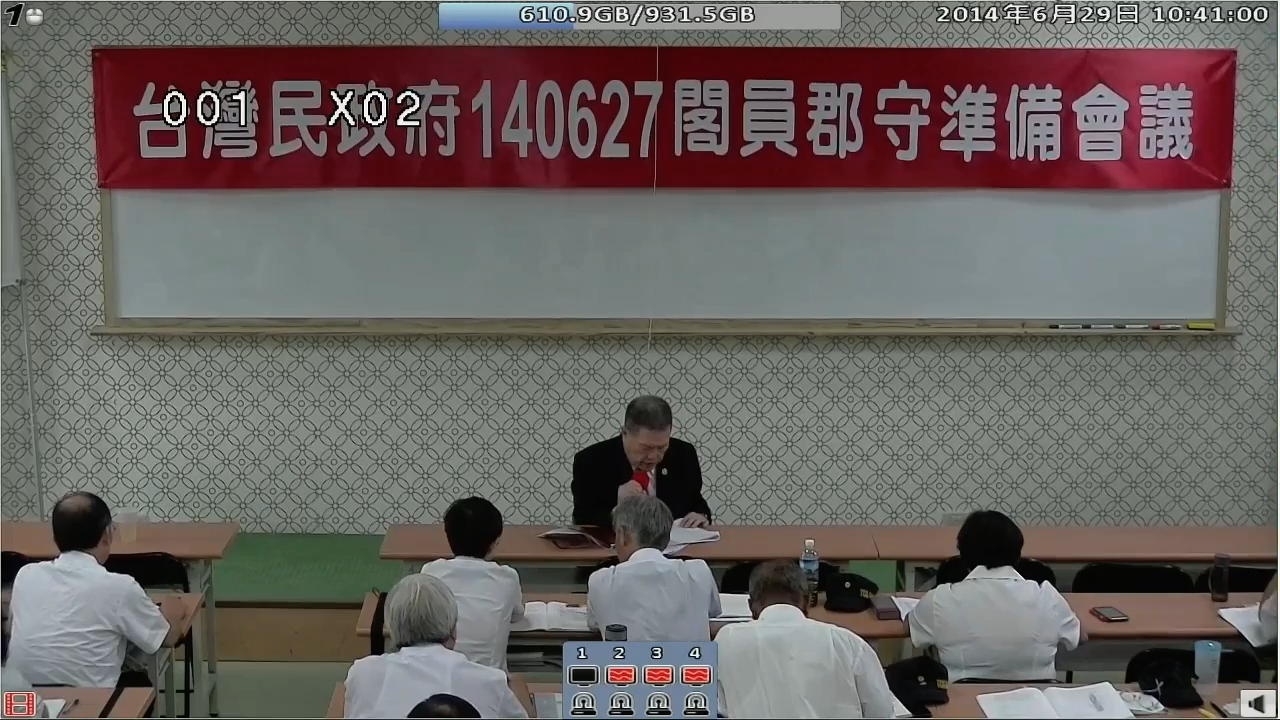 1
610.9GB/931.5GB
2014年6月29日 10:41:00
台灣民政府140627閣員郡守準備會議
001 X02
1 2 3 4